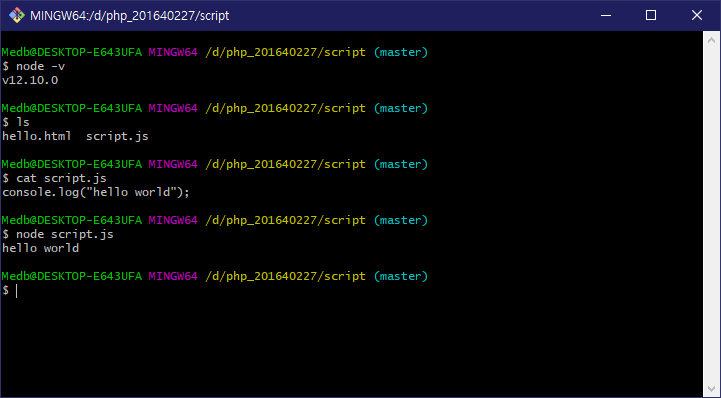 MINGW64:/d/php_201640227/script
Medb@DESKTOP-E643UFA MINGW64 /d/php_201640227/script (master)
$ node -v
v12.10.0
Medb@DESKTOP-E643UFA MINGW64 /d/php_201640227/script (master)
$ ls
hello.html  script.js
Medb@DESKTOP-E643UFA MINGW64 /d/php_201640227/script (master)
$ cat script.js
console.log("hello world");
Medb@DESKTOP-E643UFA MINGW64 /d/php_201640227/script (master)
$ node script.js
hello world
Medb@DESKTOP-E643UFA MINGW64 /d/php_201640227/script (master)
$